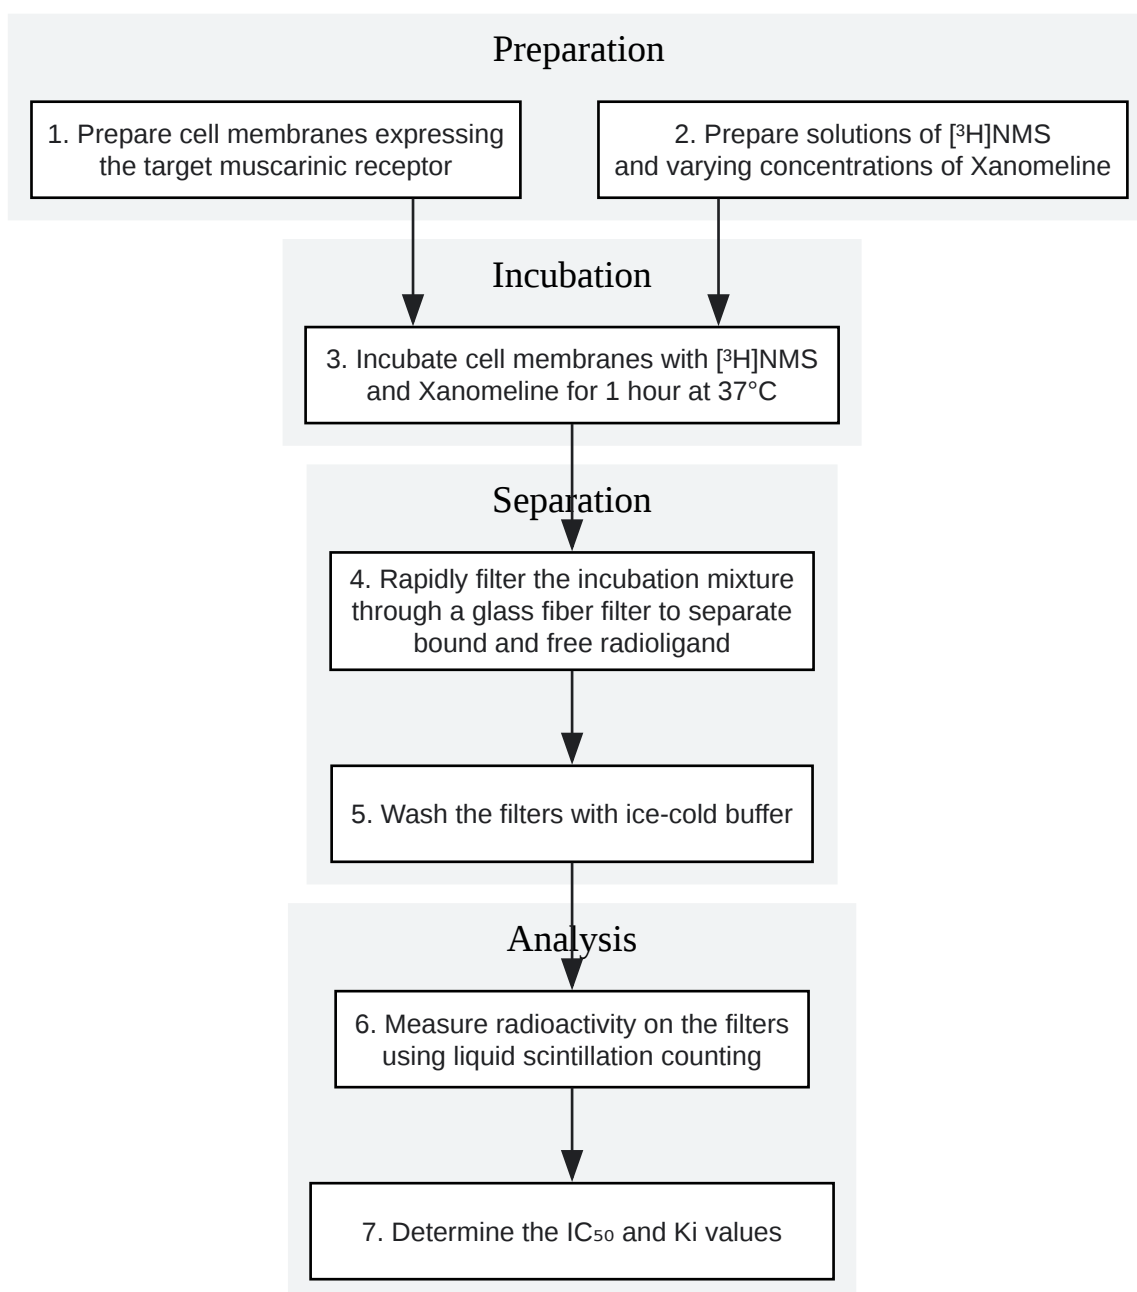 Preparation
1. Prepare cell membranes expressing
the target muscarinic receptor
2. Prepare solutions of [³H]NMS
and varying concentrations of Xanomeline
Incubation
3. Incubate cell membranes with [³H]NMS
and Xanomeline for 1 hour at 37°C
Separation
4. Rapidly filter the incubation mixture
through a glass fiber filter to separate
bound and free radioligand
5. Wash the filters with ice-cold buffer
Analysis
6. Measure radioactivity on the filters
using liquid scintillation counting
7. Determine the IC₅₀ and Ki values